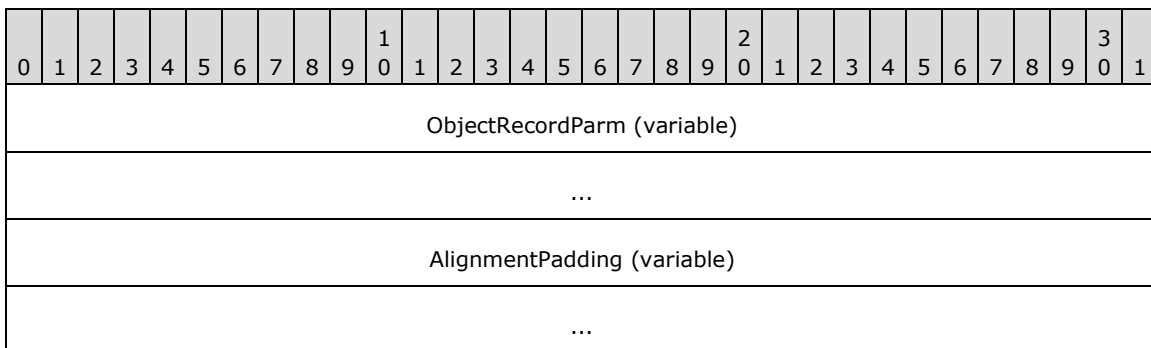 1 2 3
0 1 2 3 4 5 6 7 8 9 0 1 2 3 4 5 6 7 8 9 0 1 2 3 4 5 6 7 8 9 0 1
ObjectRecordParm (variable)
...
AlignmentPadding (variable)
...